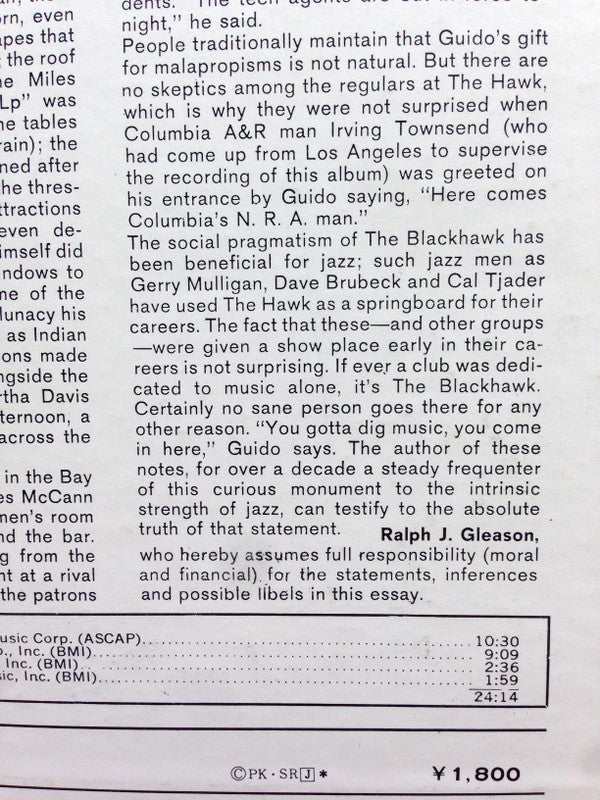 orn, even
apes that
; the roof
he Miles
Lp" was
he tables
rain); the
ned after
the thres-
ttractions
even de-
imself did
ndows to
me of the
lunacy his
as Indian
ons made
ngside the
rtha Davis
ternoon, a
across the
in the Bay
es McCann
men's room
nd the bar.
g from the
nt at a rival
the patrons
night," he said.
People traditionally maintain that Guido's gift
for malapropisms is not natural. But there are
no skeptics among the regulars at The Hawk,
which is why they were not surprised when
Columbia A&R man Irving Townsend (who
had come up from Los Angeles to supervise
the recording of this album) was greeted on
his entrance by Guido saying, "Here comes
Columbia's N. R. A. man."
The social pragmatism of The Blackhawk has
been beneficial for jazz; such jazz men as
Gerry Mulligan, Dave Brubeck and Cal Tjader
have used The Hawk as a springboard for their
careers. The fact that these—and other groups
—were given a show place early in their ca-
reers is not surprising. If ever a club was dedi-
cated to music alone, it's The Blackhawk.
Certainly no sane person goes there for any
other reason. "You gotta dig music, you come
in here," Guido says. The author of these
notes, for over a decade a steady frequenter
of this curious monument to the intrinsic
strength of jazz, can testify to the absolute
truth of that statement. Ralph J. Gleason,
who hereby assumes full responsibility (moral
and financial) for the statements, inferences
and possible libels in this essay.
usic Corp. (ASCAP) 10:30
o., Inc. (BMI) 9:09
Inc. (BMI) 2:36
sic, Inc. (BMI) 1:59
24:14
©PK·SR J * ¥1,800